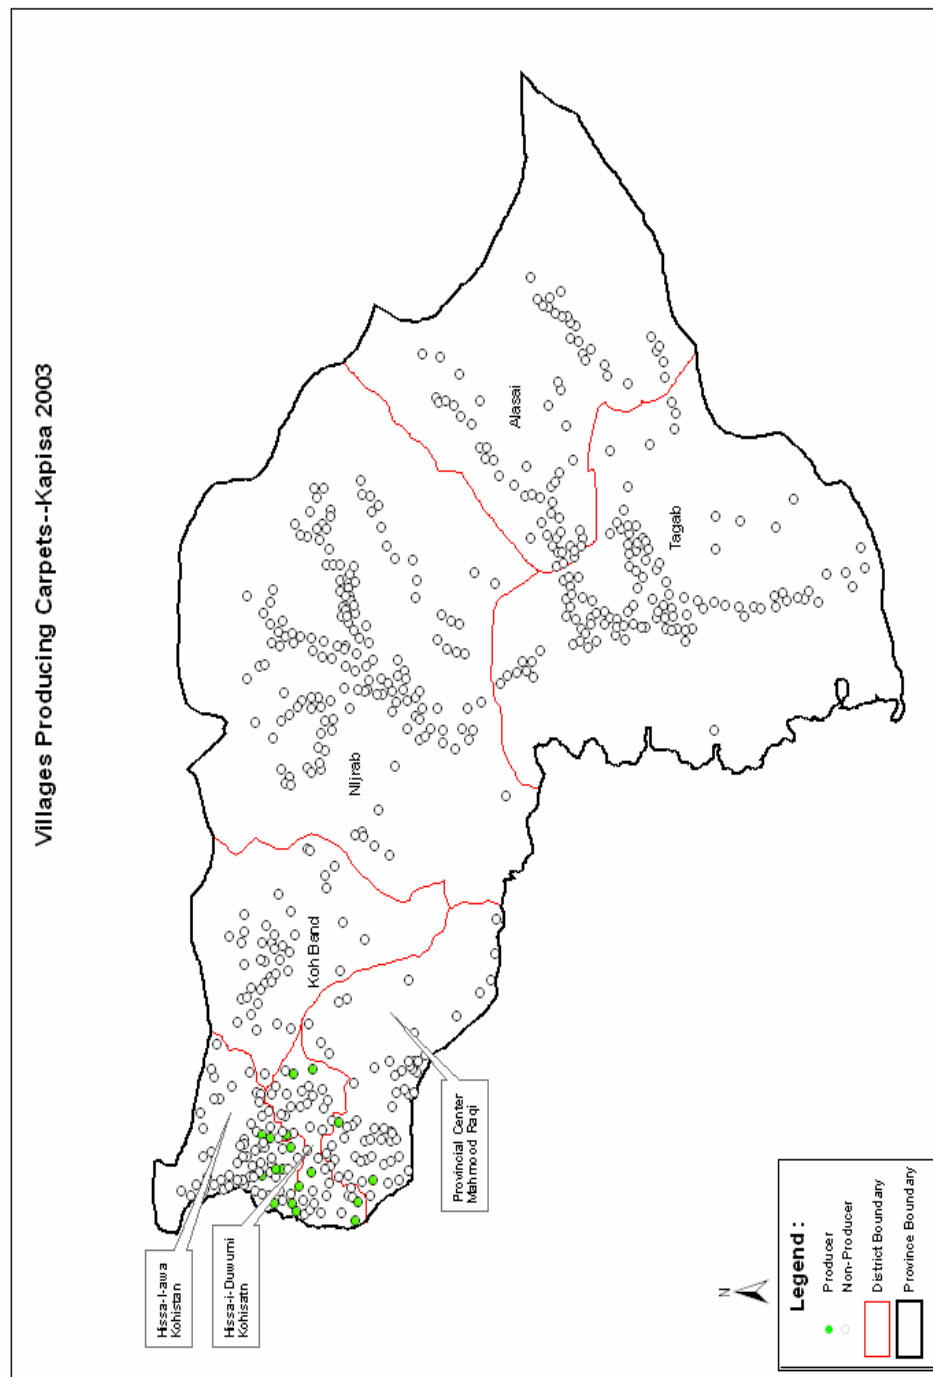 Villages Producing Carpets--Kapisa 2003
Hissa-I-awa
Kohistan
Hissa-i-Duwumi
Kohisatn
Koh Band
Provincial Center
Mahmood Raqi
NIjrab
Alasai
Tagab
N
Legend :
Producer
Non-Producer
District Boundary
Province Boundary